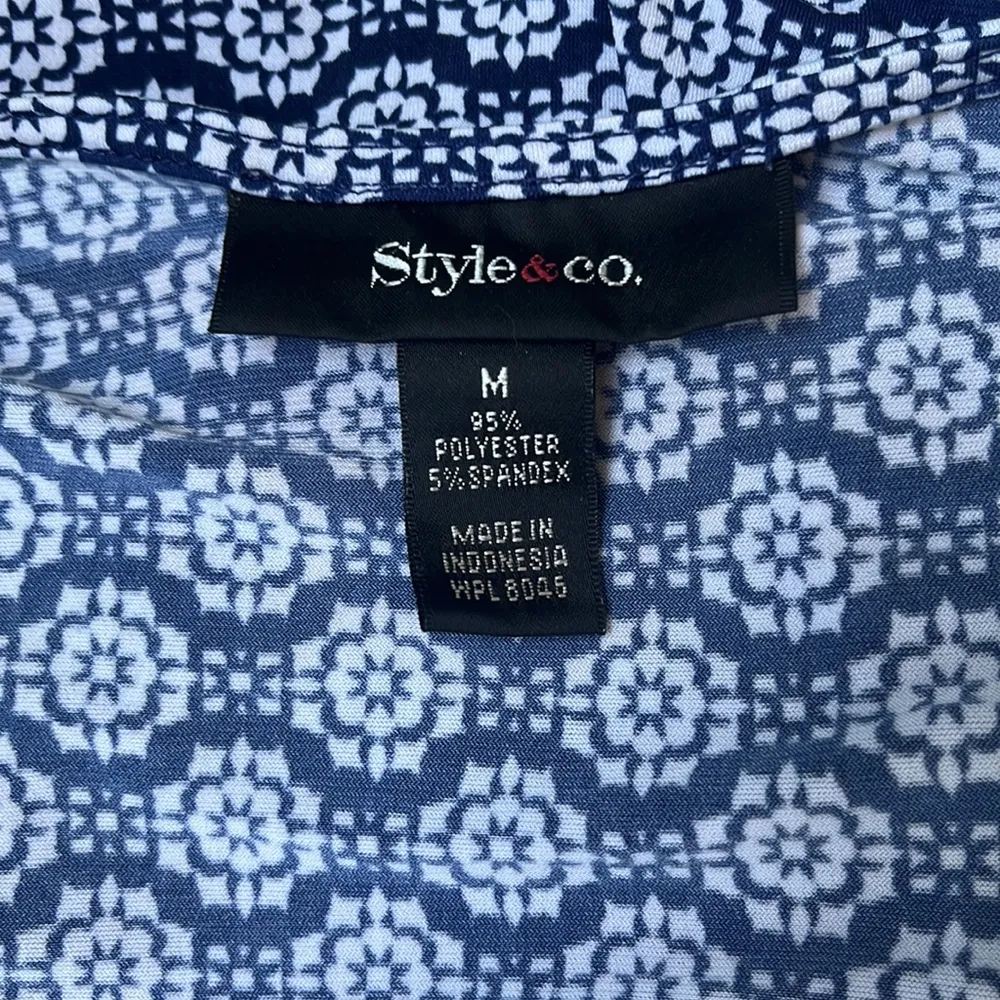 Style&co.
M
95%
POLYESTER
5%SPANDEX
MADE IN
INDONESIA
WPL 8046